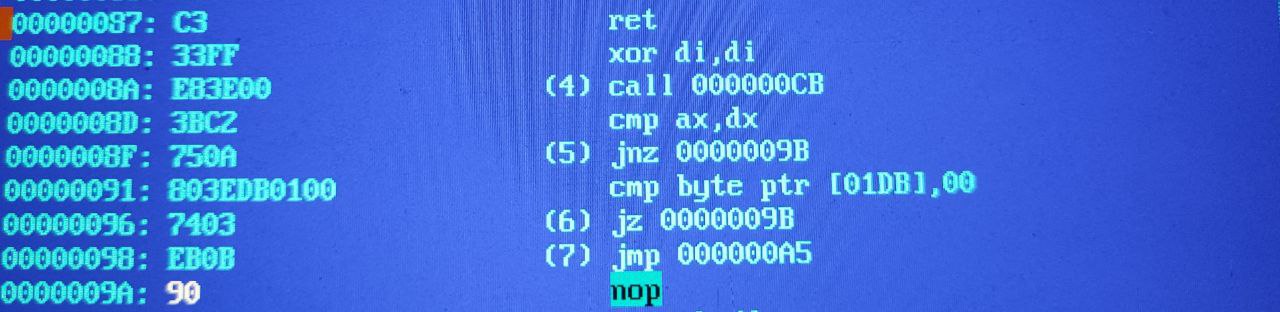 00000087: C3 ret
00000088: 33FF xor di,di
0000008A: E83E00 (4) call 000000CB
0000008D: 3BC2 cmp ax,dx
0000008F: 750A (5) jnz 0000009B
00000091: 803EDB0100 cmp byte ptr [01DB],00
00000096: 7403 (6) jz 0000009B
00000098: EB0B (7) jmp 000000A5
0000009A: 90 nop